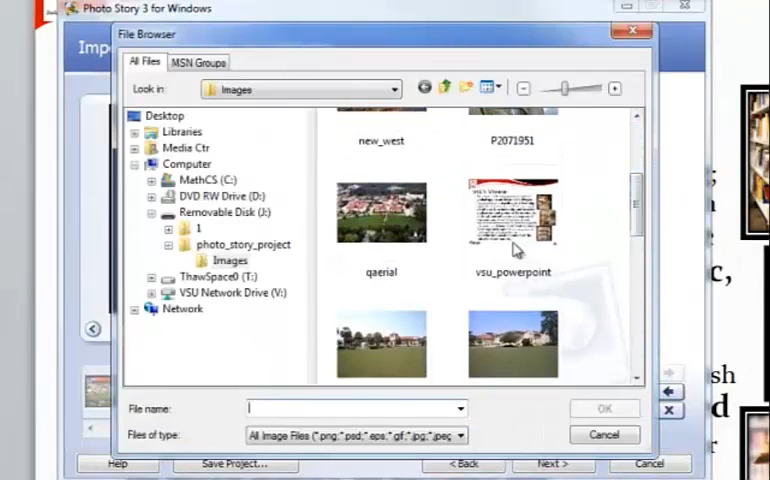 Photo Story 3 for Windows
File Browser
All Files
MSN Groups
Look in:
Images
Desktop
Libraries
Media Ctr
Computer
MathCS (C:)
DVD RW Drive (D:)
Removable Disk (J:)
1
photo_story_project
Images
ThawSpace0 (T:)
VSU Network Drive (V:)
Network
new_west
P2071951
qaerial
vsu_powerpoint
File name:
OK
Files of type:
All Image Files (*.png;*.psd;*.eps;*.gif;*.jpg;*.jpeg
Cancel
Help
Save Project...
< Back
Next >
Cancel
Imp
c,
sh
d
r